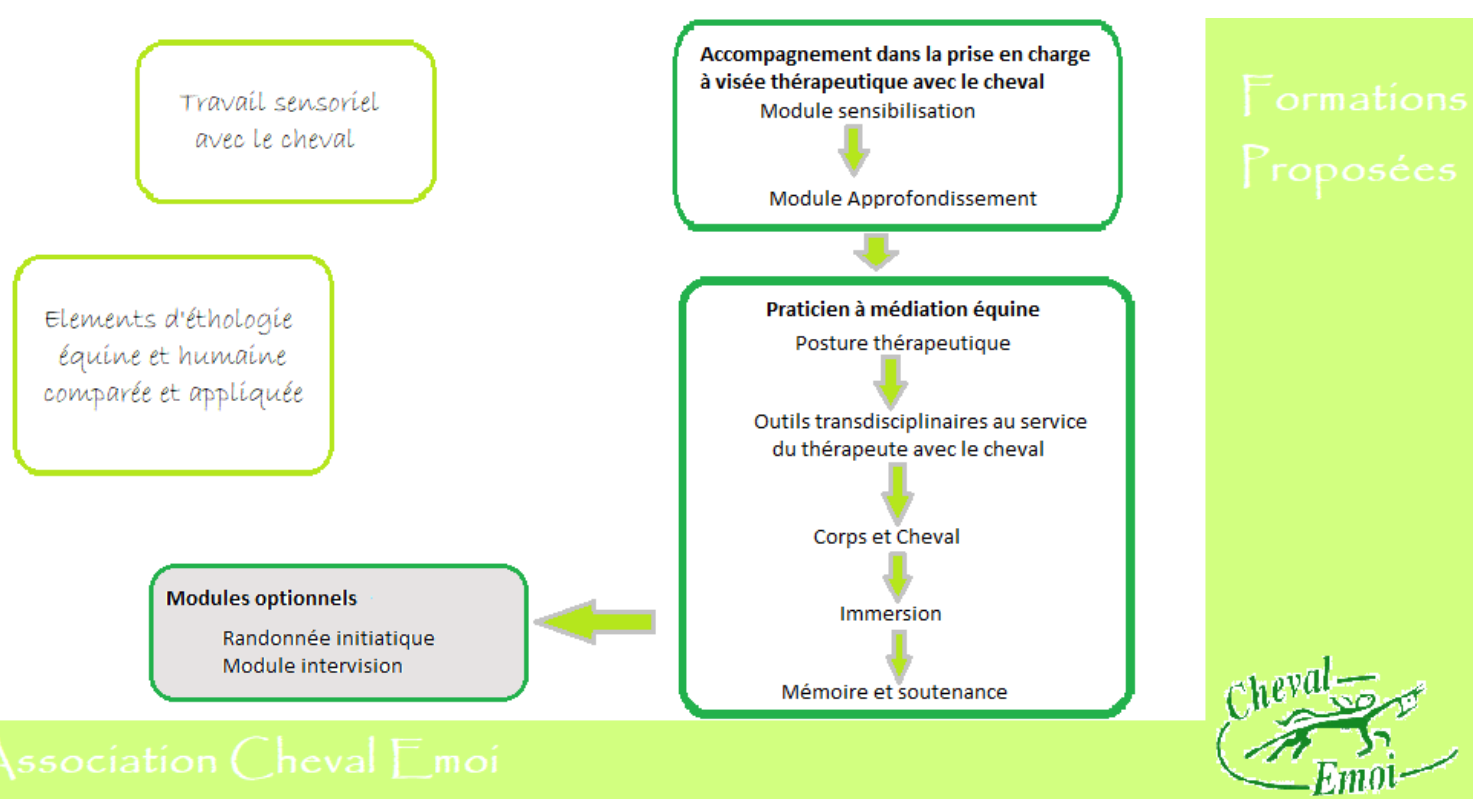 Travail sensoriel
avec le cheval
Elements d'éthologie
équine et humaine
comparée et appliquée
Accompagnement dans la prise en charge
à visée thérapeutique avec le cheval
Module sensibilisation
Module Approfondissement
Praticien à médiation équine
Posture thérapeutique
Outils transdisciplinaires au service
du thérapeute avec le cheval
Corps et Cheval
Immersion
Mémoire et soutenance
Modules optionnels
Randonnée initiatique
Module intervision
Formations
Proposées
Association Cheval Emoi
Cheval
Emoi